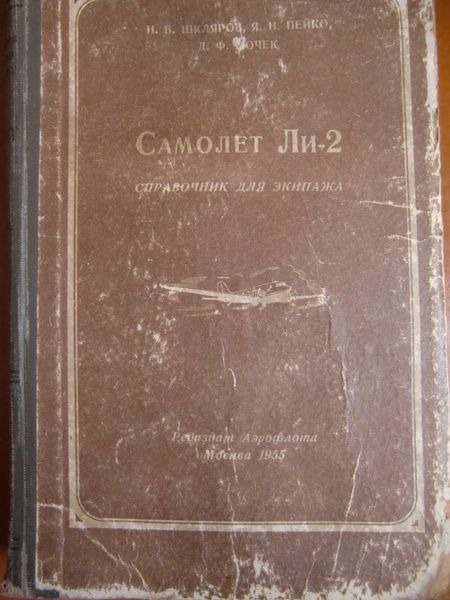 Н. В. ШКЛЯРОВ, Я. Н. ПЕЙКО,
Д. Ф.
САМОЛЕТ ЛИ-2
СПРАВОЧНИК ДЛЯ ЭКИПАЖА
Редиздат Аэрофлота
Москва 1955